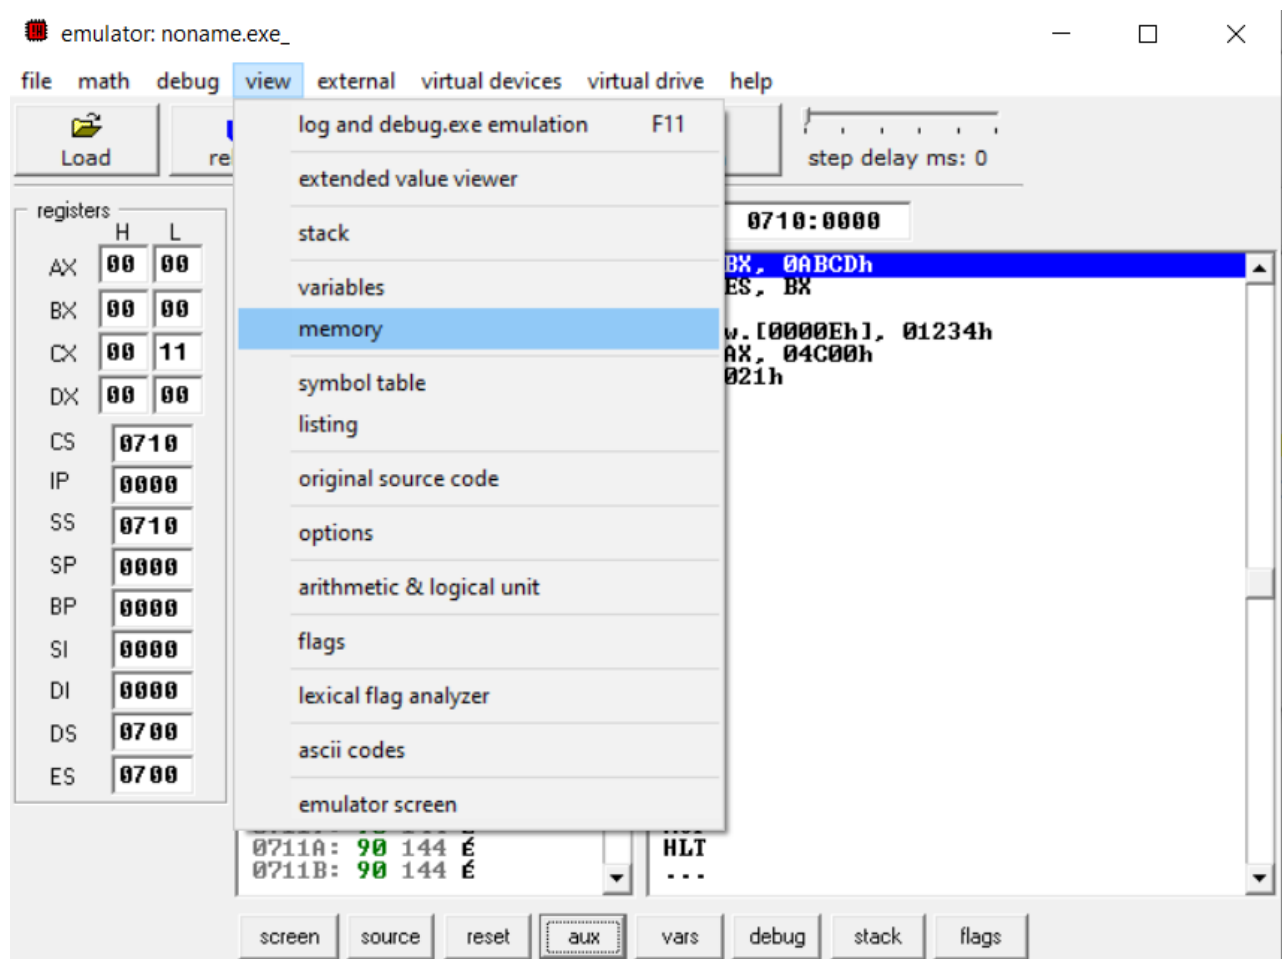 emulator: noname.exe_
file math debug view external virtual devices virtual drive help
Load
re
step delay ms: 0
log and debug.exe emulation F11
extended value viewer
stack
variables
memory
symbol table
listing
original source code
options
arithmetic & logical unit
flags
lexical flag analyzer
ascii codes
emulator screen
registers
H L
AX 00 00
BX 00 00
CX 00 11
DX 00 00
CS 0710
IP 0000
SS 0710
SP 0000
BP 0000
SI 0000
DI 0000
DS 0700
ES 0700
0710:0000
BX, 0ABCDh
ES, BX
w.[0000Eh], 01234h
AX, 04C00h
021h
0711A: 90 144 É
0711B: 90 144 É
HLT
...
screen source reset aux vars debug stack flags